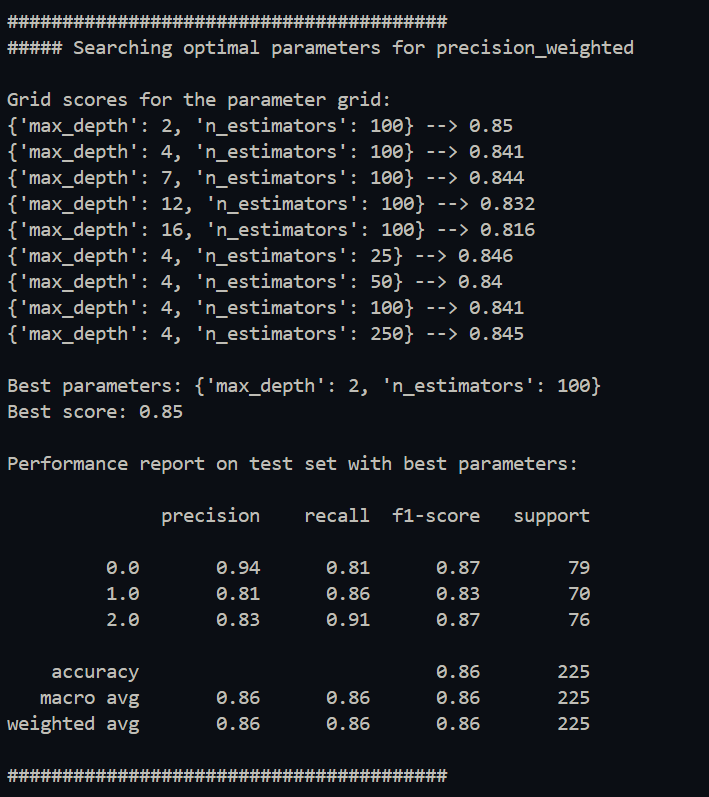 ########################################
##### Searching optimal parameters for precision_weighted
Grid scores for the parameter grid:
{'max_depth': 2, 'n_estimators': 100} --> 0.85
{'max_depth': 4, 'n_estimators': 100} --> 0.841
{'max_depth': 7, 'n_estimators': 100} --> 0.844
{'max_depth': 12, 'n_estimators': 100} --> 0.832
{'max_depth': 16, 'n_estimators': 100} --> 0.816
{'max_depth': 4, 'n_estimators': 25} --> 0.846
{'max_depth': 4, 'n_estimators': 50} --> 0.84
{'max_depth': 4, 'n_estimators': 100} --> 0.841
{'max_depth': 4, 'n_estimators': 250} --> 0.845
Best parameters: {'max_depth': 2, 'n_estimators': 100}
Best score: 0.85
Performance report on test set with best parameters:
              precision    recall  f1-score   support
         0.0       0.94      0.81      0.87        79
         1.0       0.81      0.86      0.83        70
         2.0       0.83      0.91      0.87        76
    accuracy                           0.86       225
   macro avg       0.86      0.86      0.86       225
weighted avg       0.86      0.86      0.86       225
########################################